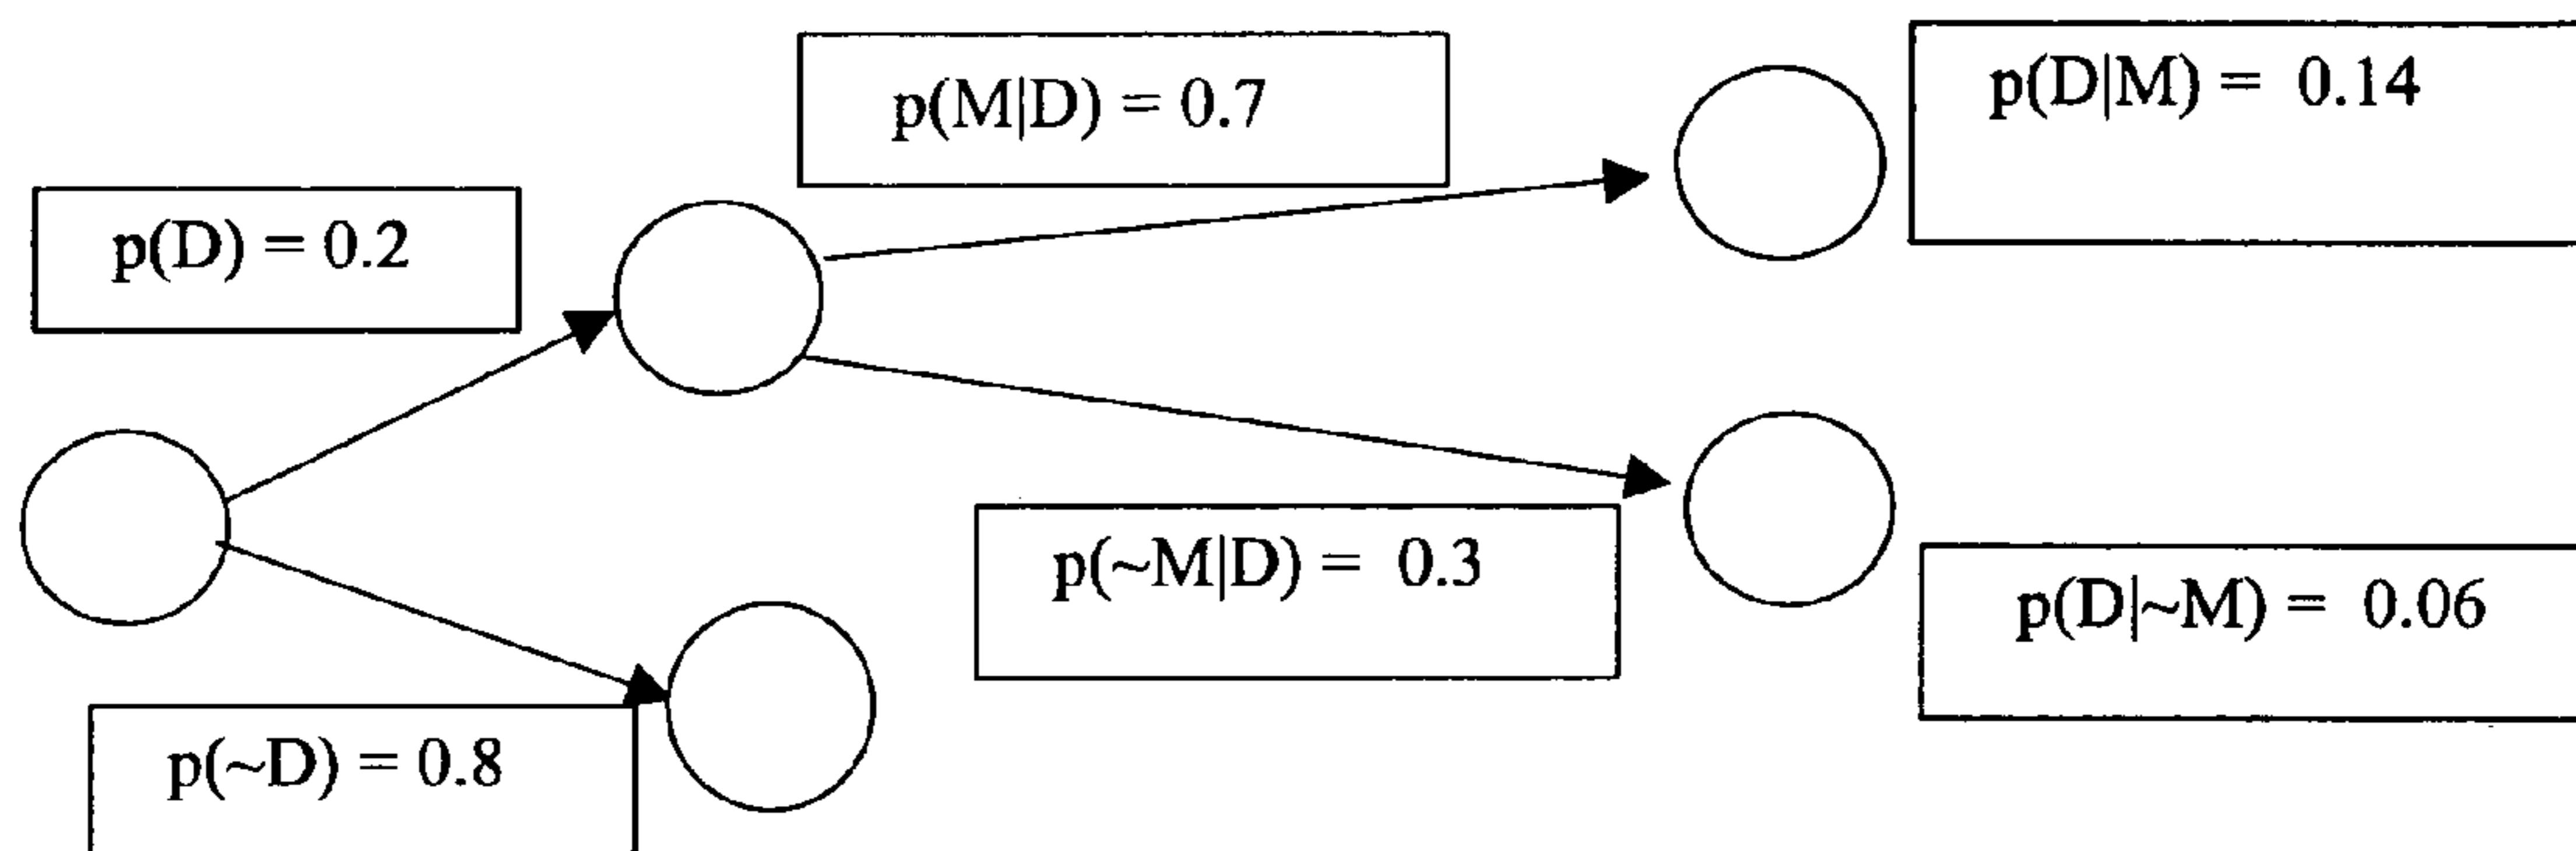 p(M|D) = 0.7
p(D|M) = 0.14
p(D) = 0.2
p(~M|D) = 0.3
p(D|~M) = 0.06
p(~D) = 0.8